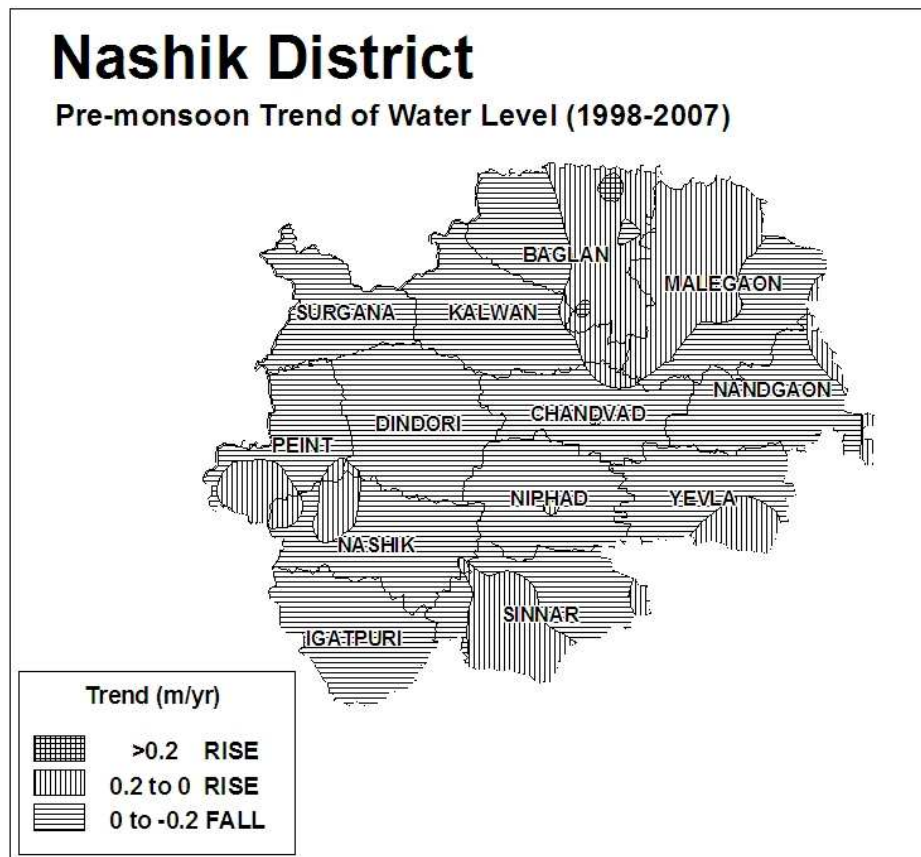 Nashik District
Pre-monsoon Trend of Water Level (1998-2007)
BAGLAN
MALEGAON
SURGANA
KALWAN
NANDGAON
CHANDVAD
DINDORI
PEINT
NIPHAD
YEVLA
NASHIK
SINNAR
IGATPURI
Trend (m/yr)
>0.2 RISE
0.2 to 0 RISE
0 to -0.2 FALL